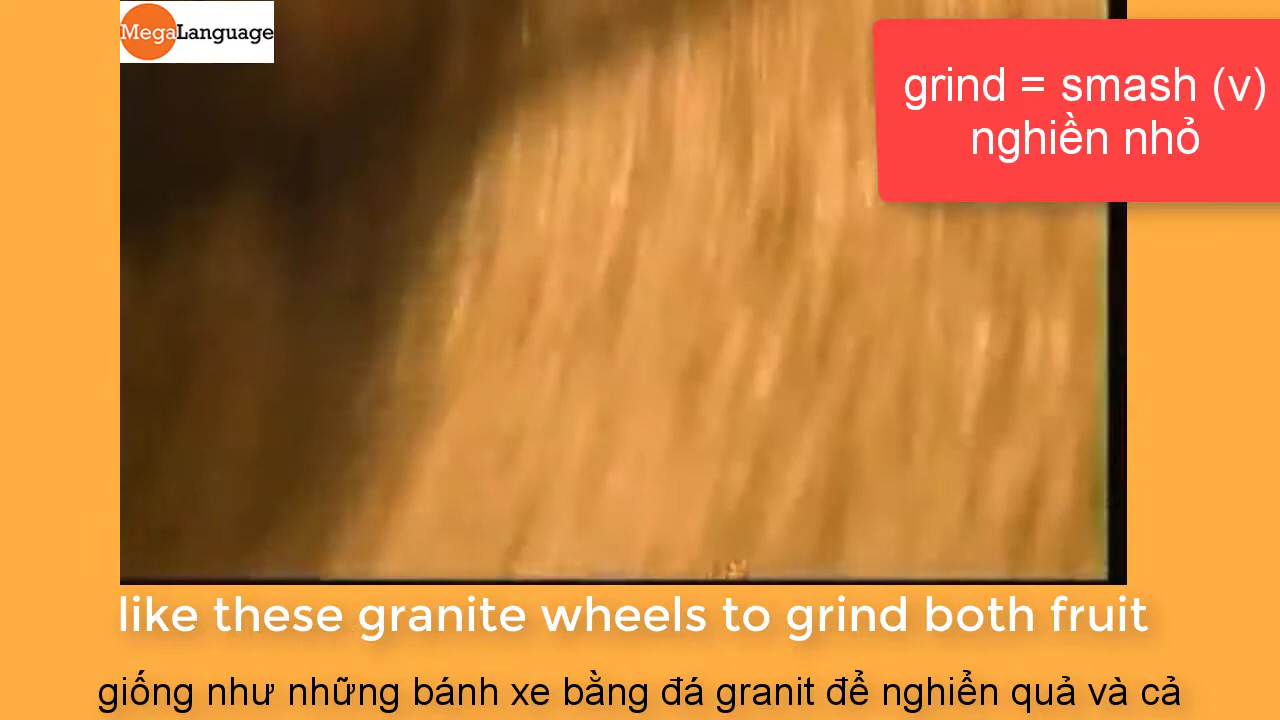 MegaLanguage
grind = smash (v)
nghiền nhỏ
like these granite wheels to grind both fruit
giống như những bánh xe bằng đá granit để nghiển quả và cả